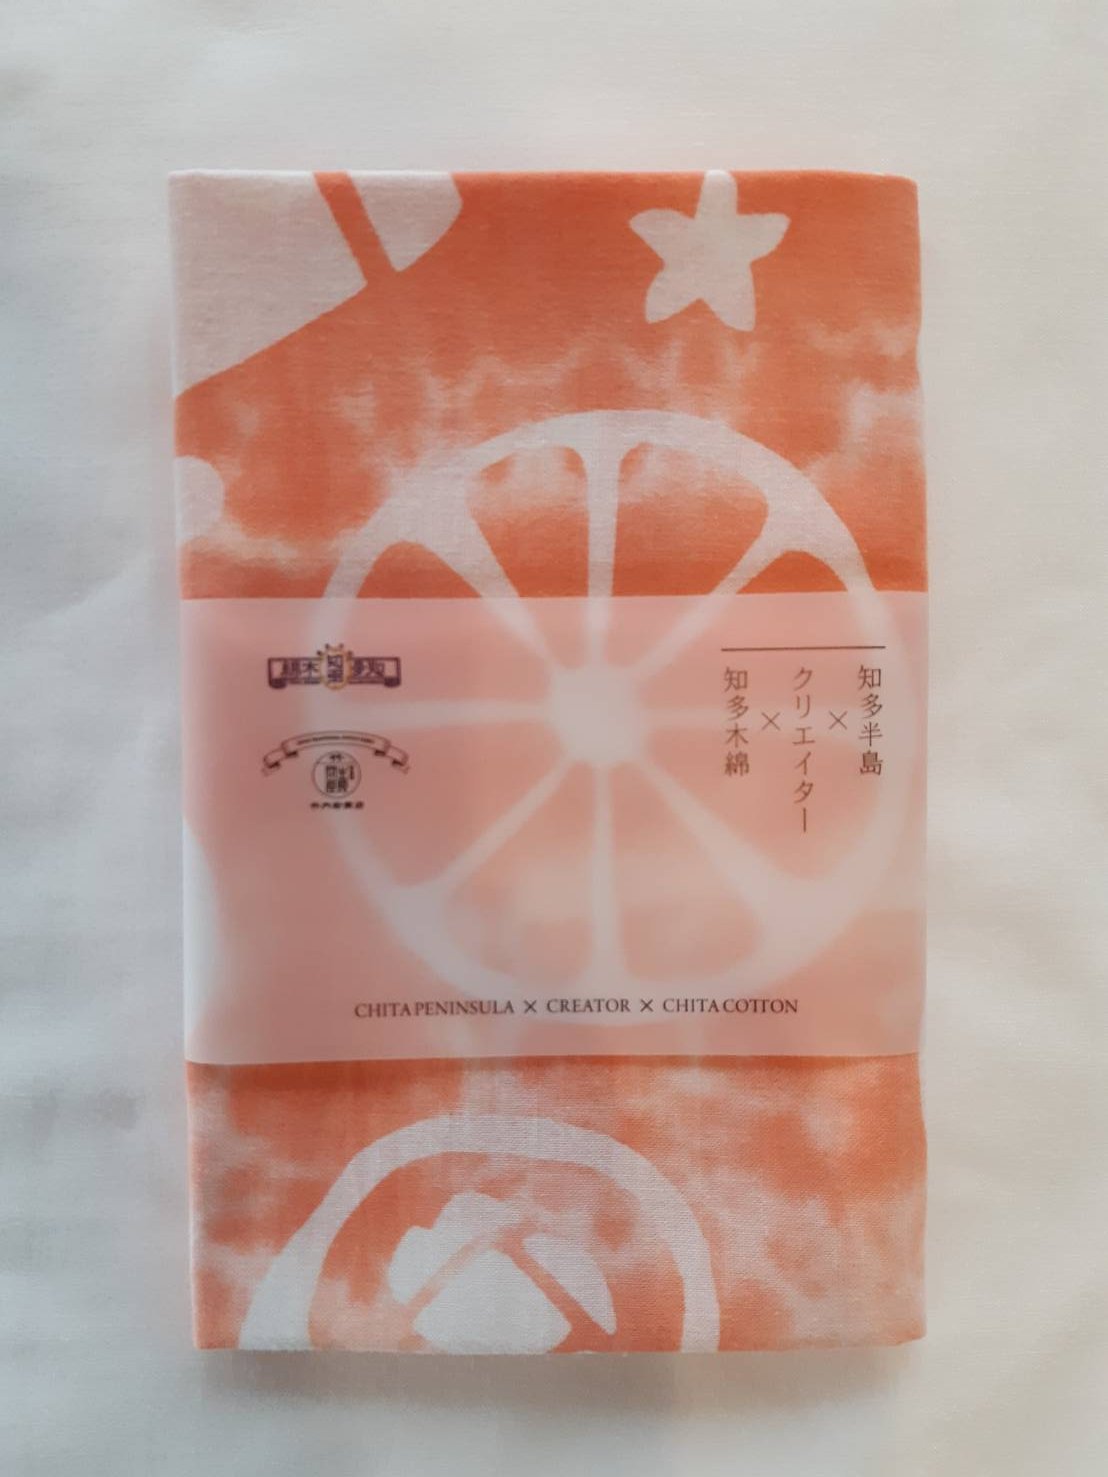 知多半島
×
クリエイター
×
知多木綿
CHITA PENINSULA × CREATOR × CHITA COTTON